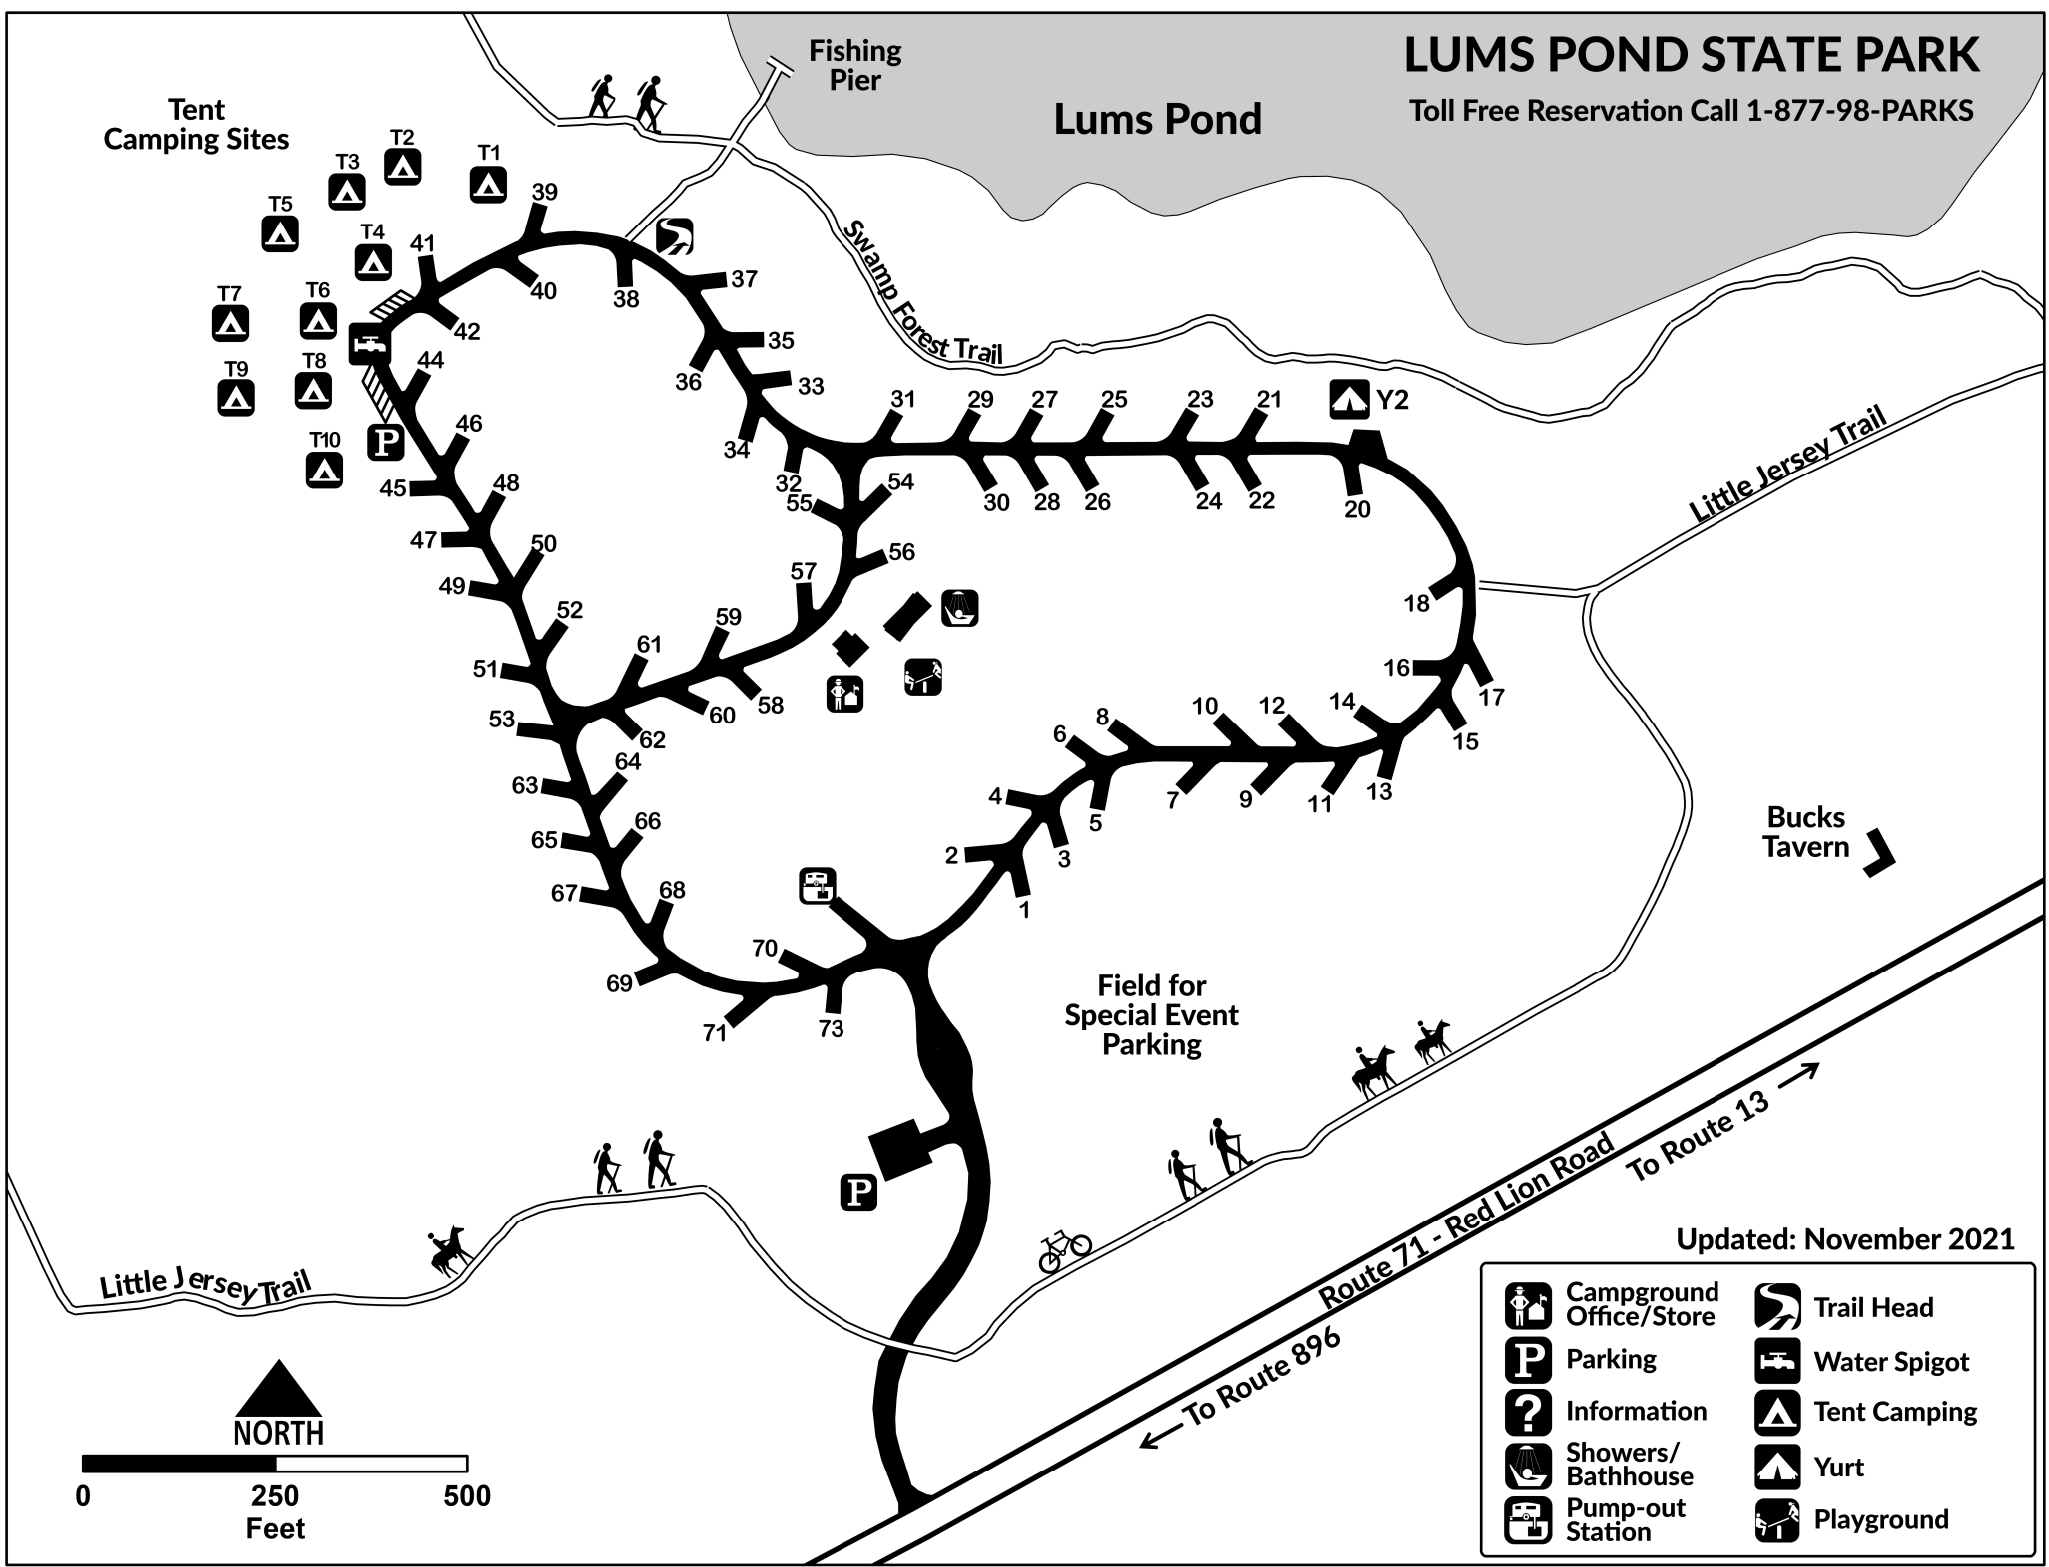 LUMS POND STATE PARK
Toll Free Reservation Call 1-877-98-PARKS
Fishing
Pier
Lums Pond
Tent
Camping Sites
T1
T2
T3
T4
T5
T6
T7
T8
T9
T10
P
39
41
40
38
37
42
44
35
36
33
34
32
31
29
27
25
23
21
Y2
30
28
26
24
22
20
46
45
48
47
50
49
52
51
53
55
54
56
57
59
61
58
60
62
64
63
66
65
68
67
69
70
71
73
18
16
17
14
15
12
10
8
6
4
2
13
11
9
7
5
3
1
Swamp Forest Trail
Little Jersey Trail
Bucks
Tavern
Field for
Special Event
Parking
P
Little Jersey Trail
Route 71 - Red Lion Road
To Route 13
To Route 896
NORTH
0 250 500
Feet
Updated: November 2021
Campground
Office/Store
P Parking
? Information
Showers/
Bathhouse
Pump-out
Station
Trail Head
Water Spigot
Tent Camping
Yurt
Playground